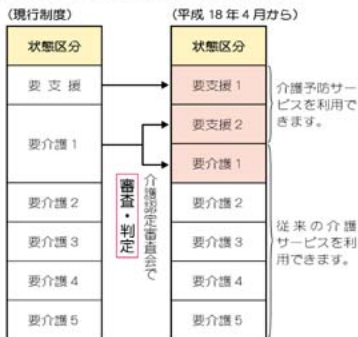 (現行制度)
(平成 18 年 4 月から)
状態区分
要 支 援
要介護 1
要介護 2
要介護 3
要介護 4
要介護 5
介護認定審査会で
審査・判定
状態区分
要支援 1
要支援 2
要介護 1
要介護 2
要介護 3
要介護 4
要介護 5
介護予防サー
ビスを利用で
きます。
従来の介護
サービスを利
用できます。